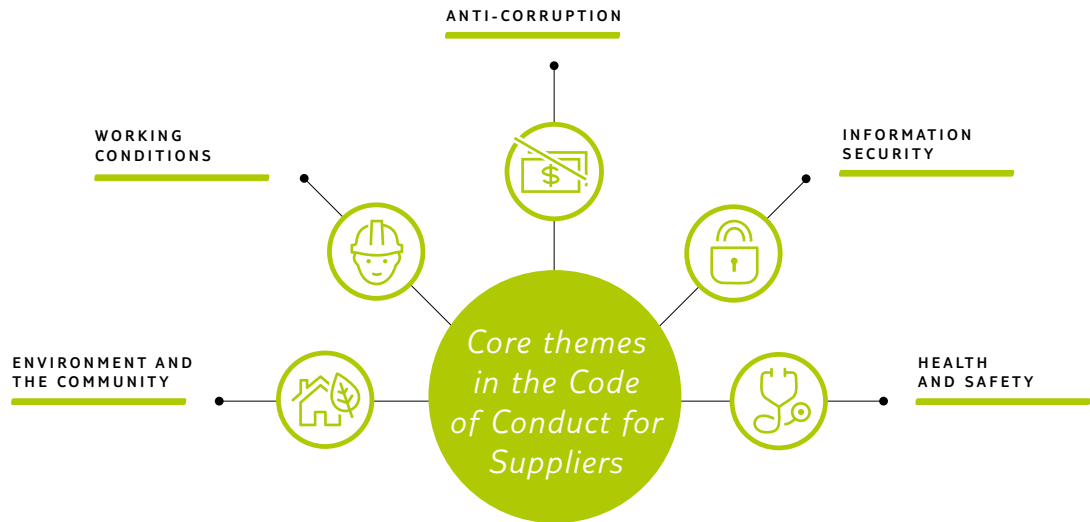 ANTI-CORRUPTION
WORKING
CONDITIONS
INFORMATION
SECURITY
$
Core themes
in the Code
of Conduct for
Suppliers
ENVIRONMENT AND
THE COMMUNITY
HEALTH
AND SAFETY